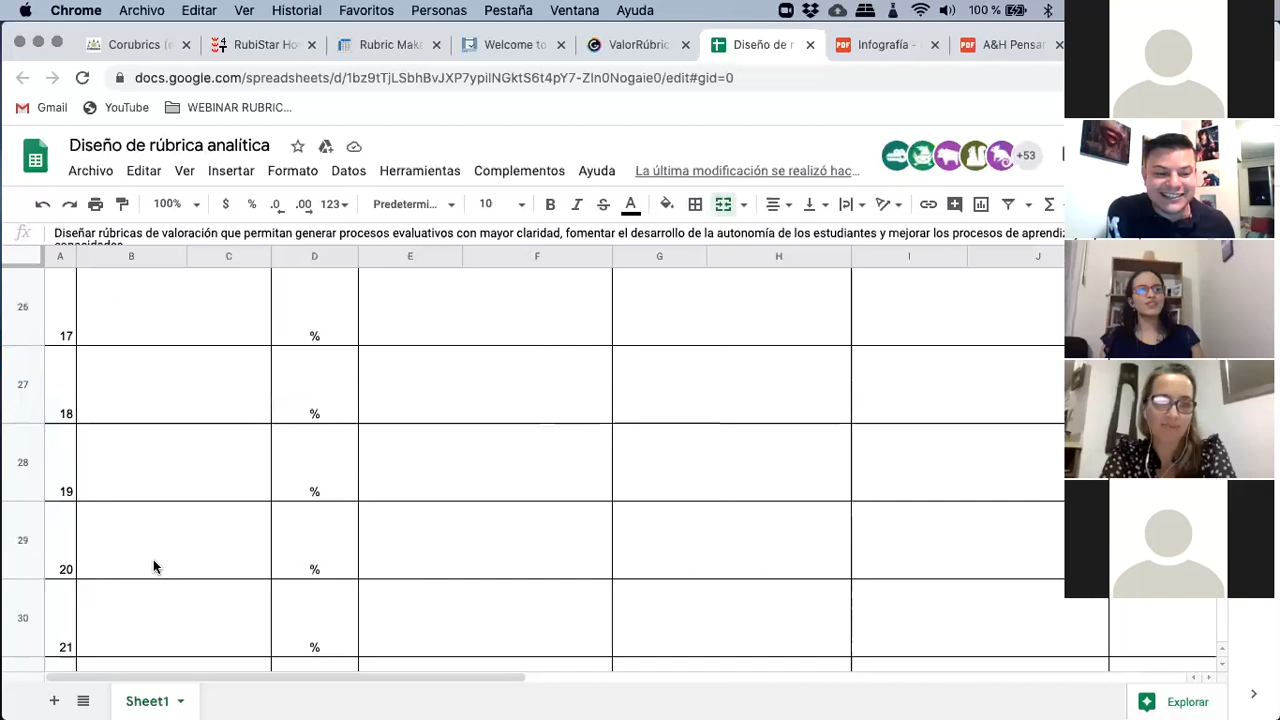 Chrome Archivo Editar Ver Historial Favoritos Personas Pestaña Ventana Ayuda 100 %
Corubrics (e RubiStar Ho Rubric Make Welcome to ValorRúbric Diseño de r Infografía - A&H Pensar
docs.google.com/spreadsheets/d/1bz9tTjLSbhBvJXP7ypilNGktS6t4pY7-ZIn0Nogaie0/edit#gid=0
Gmail YouTube WEBINAR RUBRIC...
Diseño de rúbrica analítica
+53
Archivo Editar Ver Insertar Formato Datos Herramientas Complementos Ayuda La última modificación se realizó hac...
100% $ % .0 .00 123 Predetermi... 10 B I S A
fx Diseñar rúbricas de valoración que permitan generar procesos evaluativos con mayor claridad, fomentar el desarrollo de la autonomía de los estudiantes y mejorar los procesos de aprendiz
capacidades
A B C D E F G H I J
26
17 %
27
18 %
28
19 %
29
20 %
30
21 %
Sheet1
Explorar